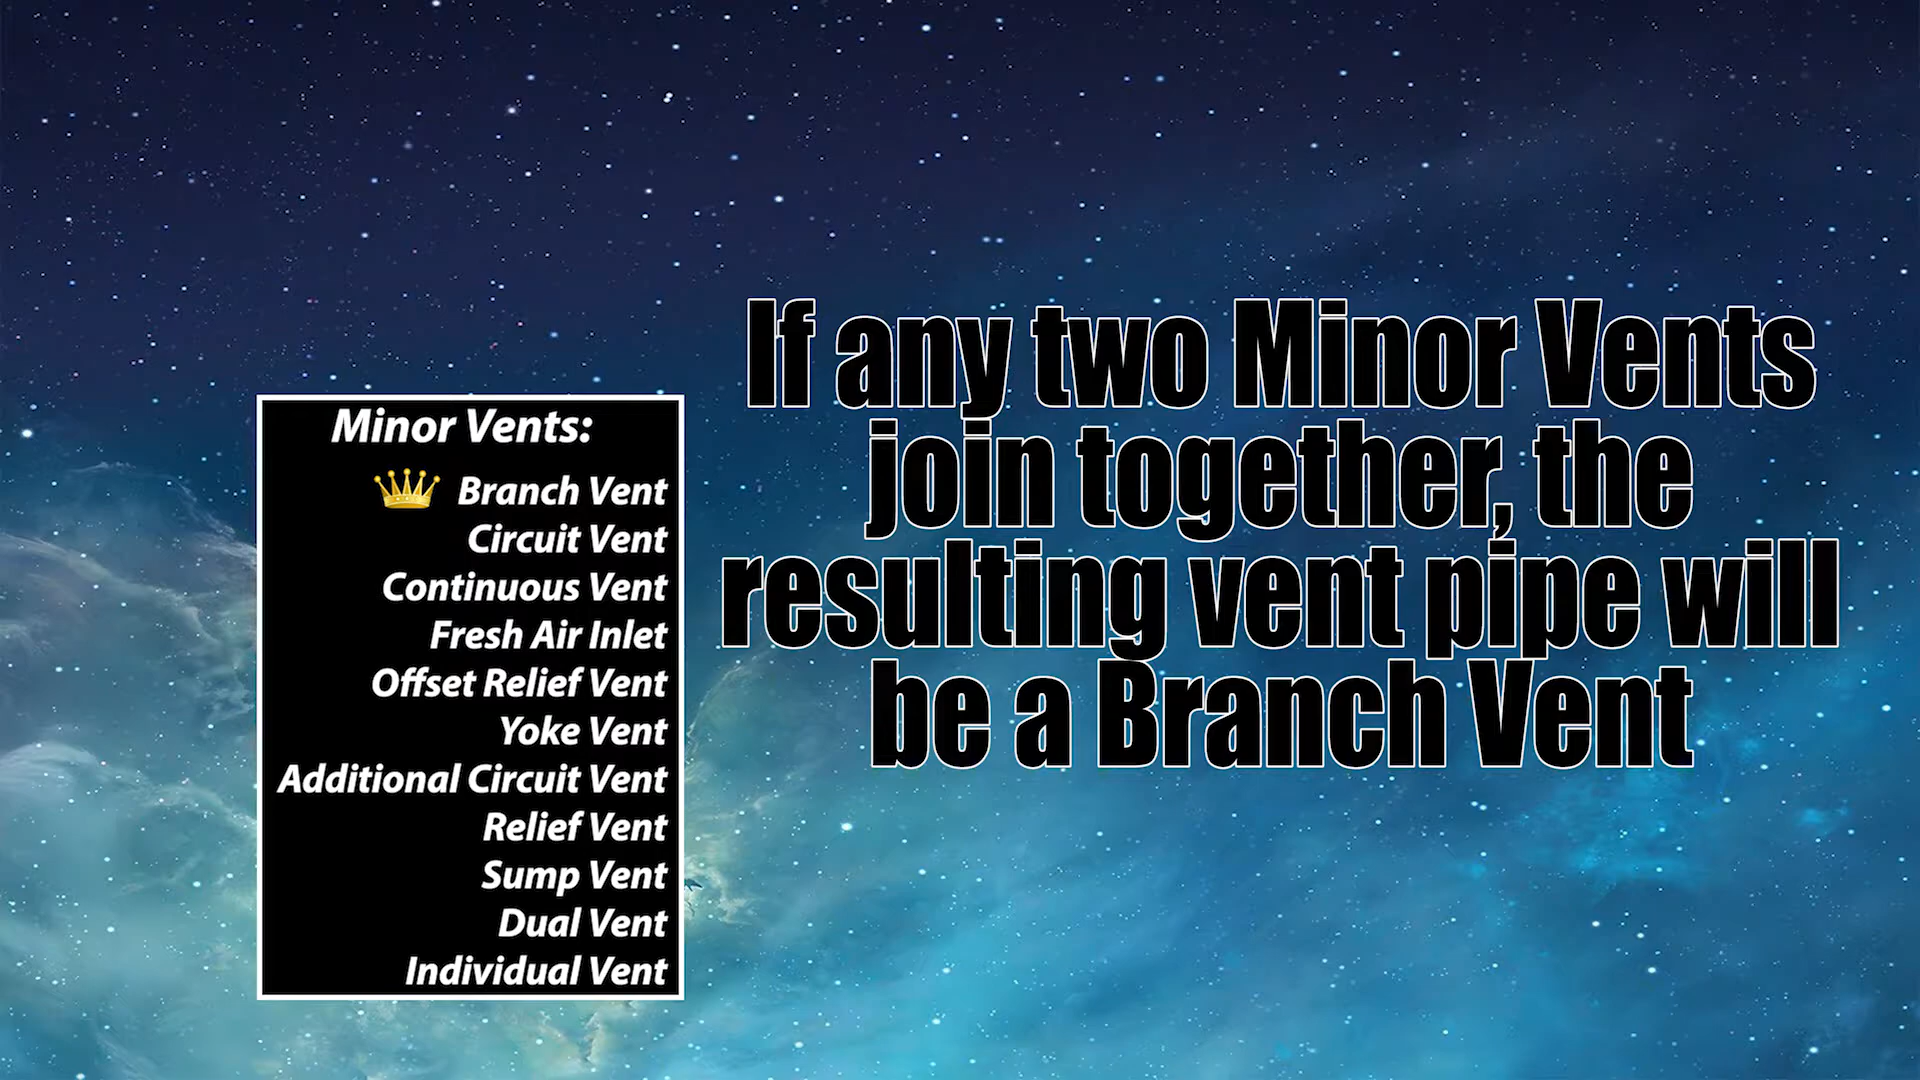 Minor Vents:
Branch Vent
Circuit Vent
Continuous Vent
Fresh Air Inlet
Offset Relief Vent
Yoke Vent
Additional Circuit Vent
Relief Vent
Sump Vent
Dual Vent
Individual Vent
If any two Minor Vents
join together, the
resulting vent pipe will
be a Branch Vent